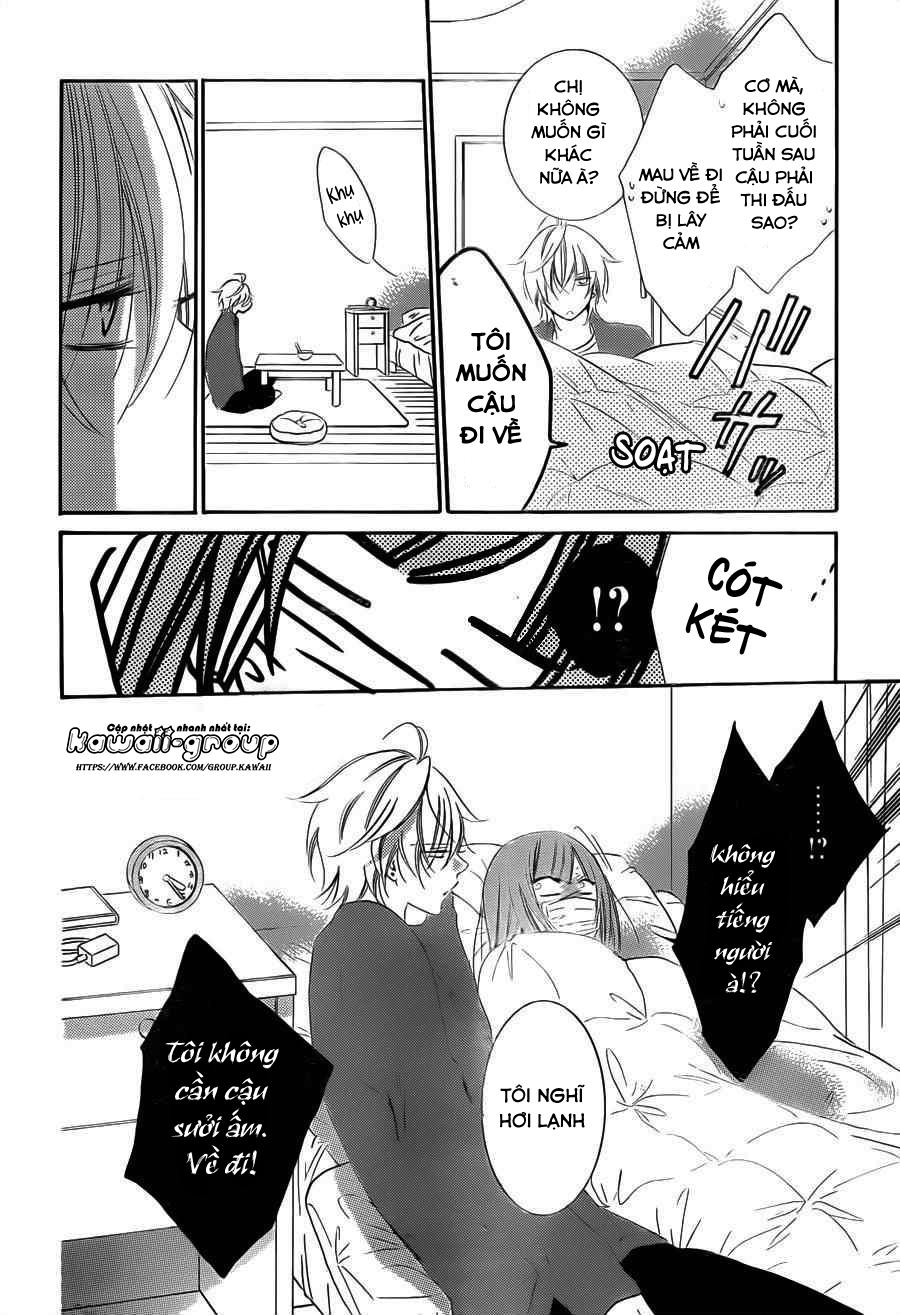 CƠ MÀ,
KHÔNG
PHẢI CUỐI
TUẦN SAU
CẬU PHẢI
THI ĐẤU
SAO?
MAU VỀ ĐI
ĐỪNG ĐỂ
BỊ LÂY
CẢM
CHỊ
KHÔNG
MUỐN GÌ
KHÁC
NỮA À?
TÔI
MUỐN
CẬU
ĐI VỀ
SOẠT
Khụ
khụ
CÓT
KÉT
!?
Cập nhật nhanh nhất tại:
kawaii-group
HTTPS://WWW.FACEBOOK.COM/GROUP.KAWAII
......!?
không
hiểu
tiếng
người
à!?
TÔI NGHĨ
HƠI LẠNH
Tôi không
cần cậu
sưởi ấm.
Về đi!